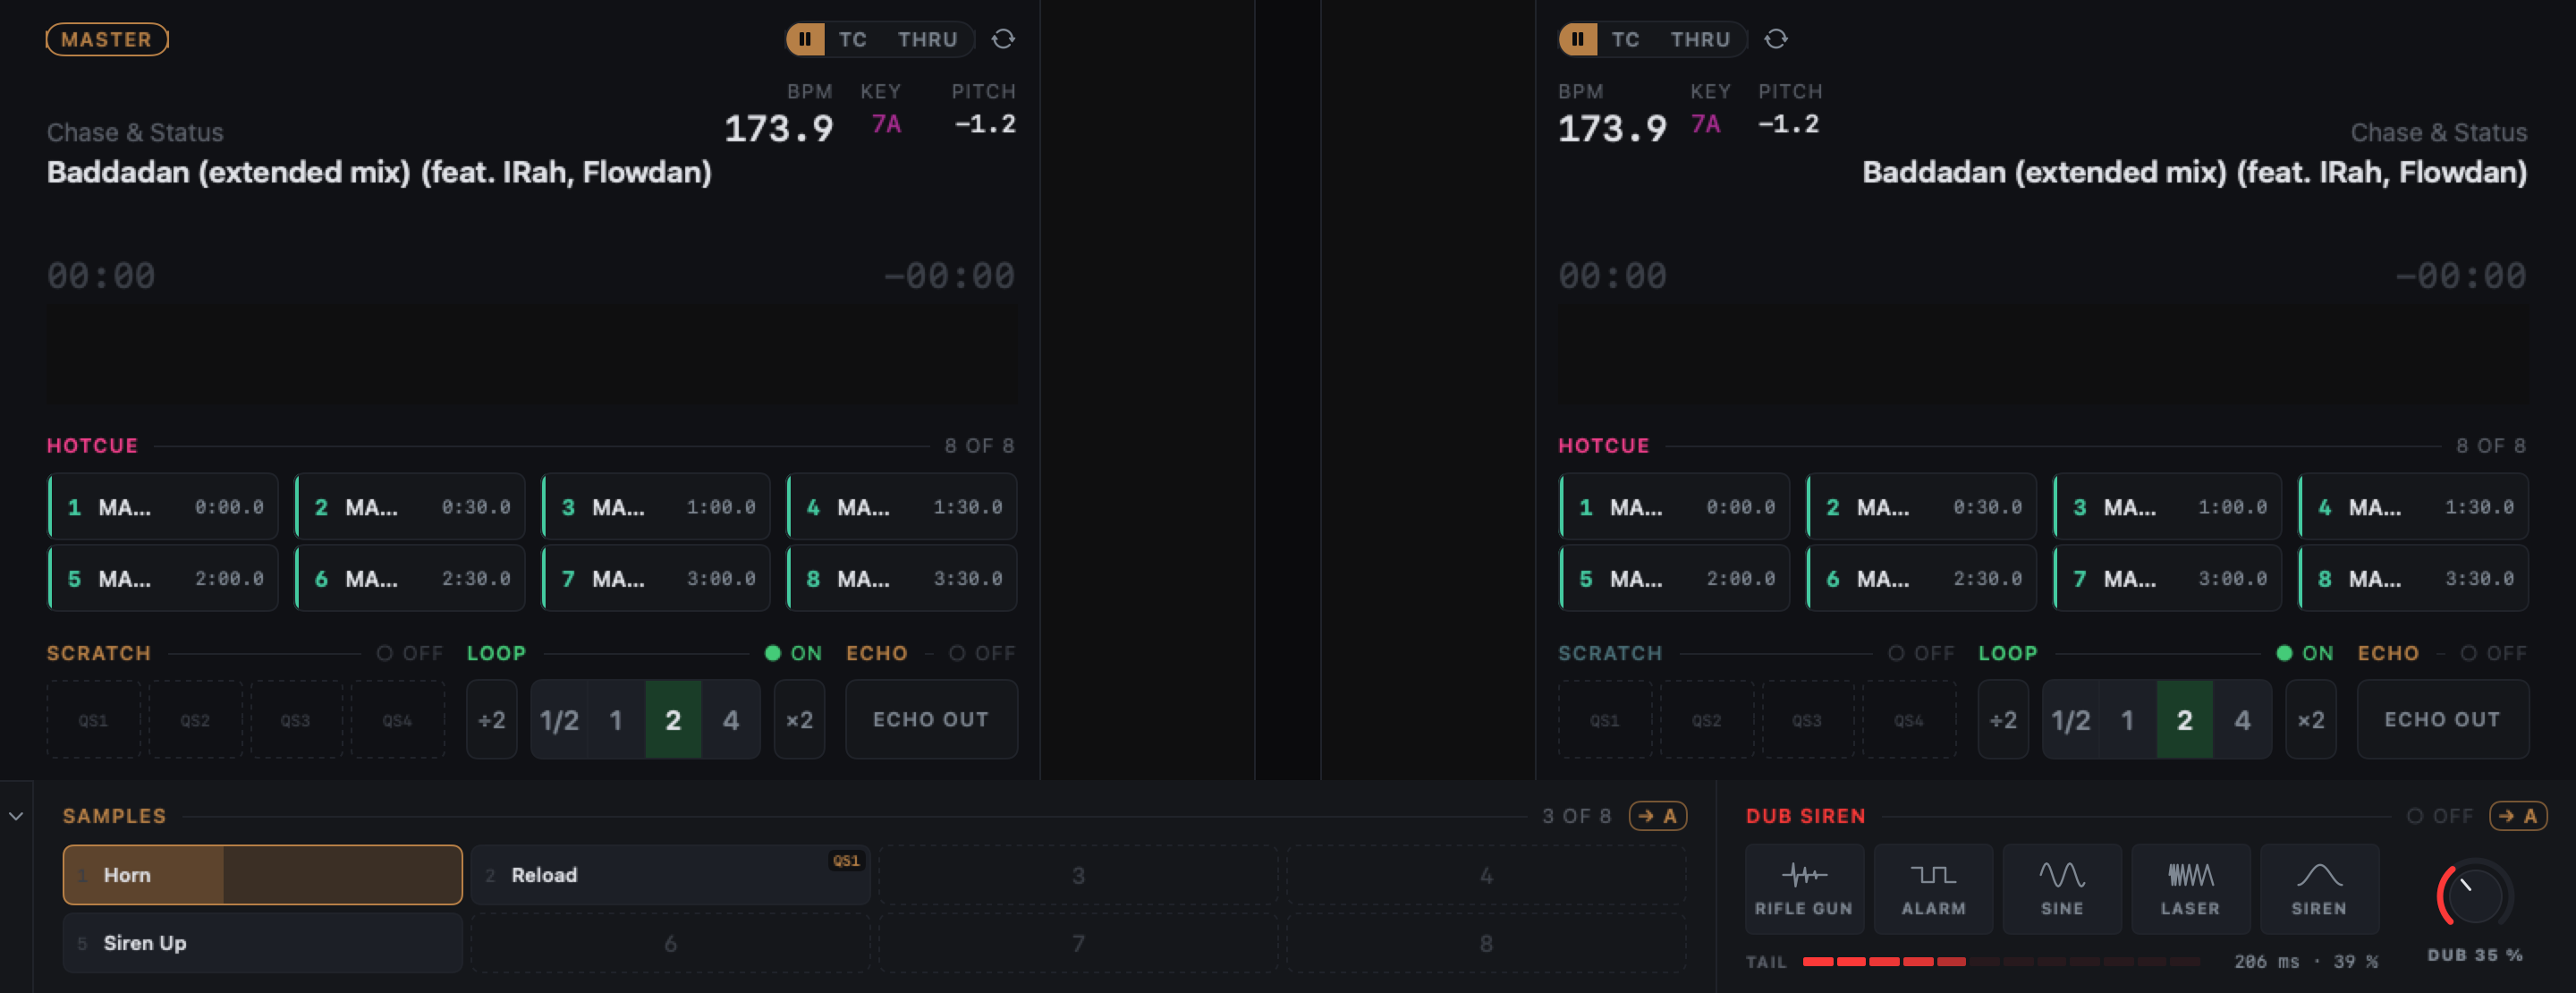 MASTER
TC THRU
BPM KEY PITCH
173.9 7A −1.2
Chase & Status
Baddadan (extended mix) (feat. IRah, Flowdan)
00:00 −00:00
HOTCUE 8 OF 8
1 MA... 0:00.0
2 MA... 0:30.0
3 MA... 1:00.0
4 MA... 1:30.0
5 MA... 2:00.0
6 MA... 2:30.0
7 MA... 3:00.0
8 MA... 3:30.0
SCRATCH OFF
QS1 QS2 QS3 QS4
LOOP ON
÷2 1/2 1 2 4 ×2
ECHO OFF
ECHO OUT
TC THRU
BPM KEY PITCH
173.9 7A −1.2
Chase & Status
Baddadan (extended mix) (feat. IRah, Flowdan)
00:00 −00:00
HOTCUE 8 OF 8
1 MA... 0:00.0
2 MA... 0:30.0
3 MA... 1:00.0
4 MA... 1:30.0
5 MA... 2:00.0
6 MA... 2:30.0
7 MA... 3:00.0
8 MA... 3:30.0
SCRATCH OFF
QS1 QS2 QS3 QS4
LOOP ON
÷2 1/2 1 2 4 ×2
ECHO OFF
ECHO OUT
SAMPLES 3 OF 8 → A
1 Horn
2 Reload QS1
3
4
5 Siren Up
6
7
8
DUB SIREN OFF → A
RIFLE GUN
ALARM
SINE
LASER
SIREN
TAIL 206 ms · 39 %
DUB 35 %